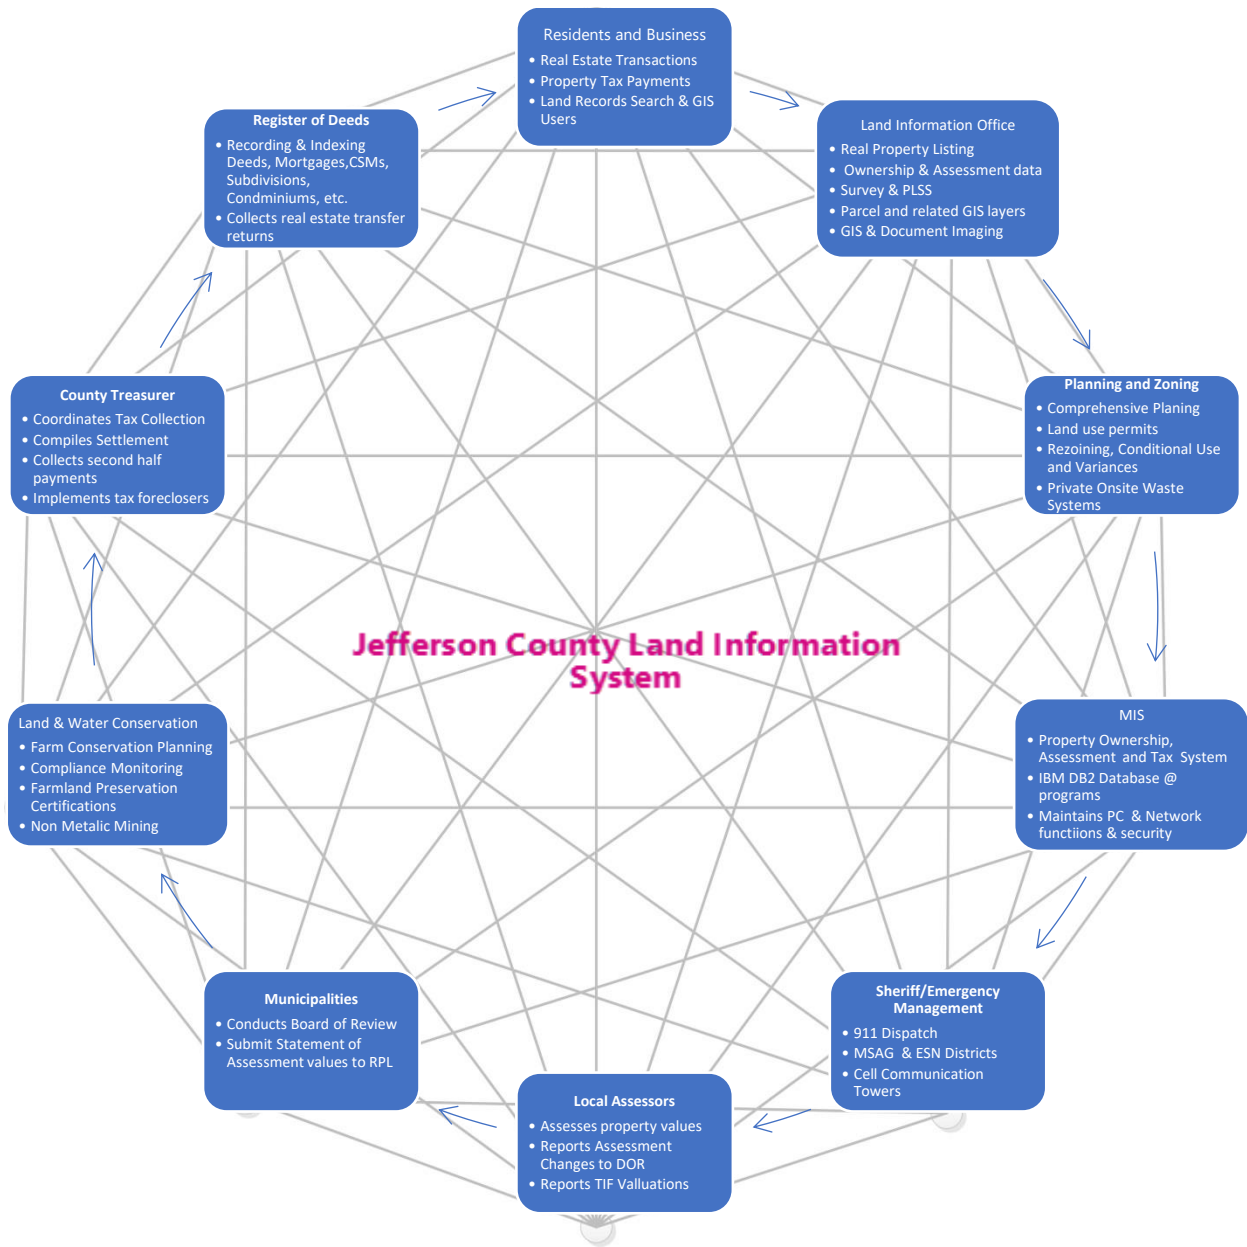 Residents and Business
• Real Estate Transactions
• Property Tax Payments
• Land Records Search & GIS
Users
Land Information Office
• Real Property Listing
• Ownership & Assessment data
• Survey & PLSS
• Parcel and related GIS layers
• GIS & Document Imaging
Planning and Zoning
• Comprehensive Planing
• Land use permits
• Rezoining, Conditional Use
and Variances
• Private Onsite Waste
Systems
MIS
• Property Ownership,
Assessment and Tax System
• IBM DB2 Database @
programs
• Maintains PC & Network
functiions & security
Sheriff/Emergency
Management
• 911 Dispatch
• MSAG & ESN Districts
• Cell Communication
Towers
Local Assessors
• Assesses property values
• Reports Assessment
Changes to DOR
• Reports TIF Valluations
Municipalities
• Conducts Board of Review
• Submit Statement of
Assessment values to RPL
Land & Water Conservation
• Farm Conservation Planning
• Compliance Monitoring
• Farmland Preservation
Certifications
• Non Metalic Mining
County Treasurer
• Coordinates Tax Collection
• Compiles Settlement
• Collects second half
payments
• Implements tax foreclosers
Register of Deeds
• Recording & Indexing
Deeds, Mortgages,CSMs,
Subdivisions,
Condminiums, etc.
• Collects real estate transfer
returns
Jefferson County Land Information
System